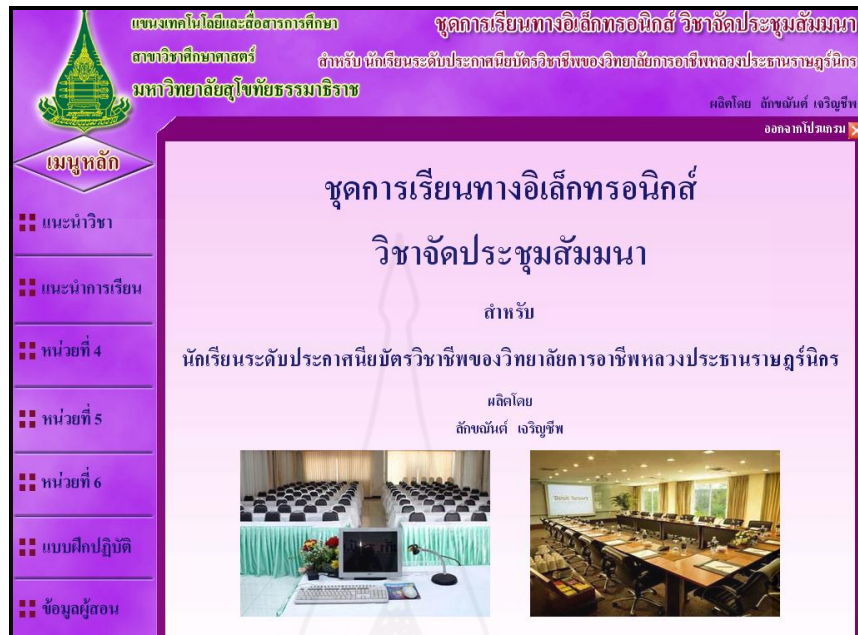 แขนงเทคโนโลยีและสื่อสารการศึกษา
สาขาวิชาศึกษาศาสตร์
มหาวิทยาลัยสุโขทัยธรรมาธิราช
ชุดการเรียนทางอิเล็กทรอนิกส์ วิชาจัดประชุมสัมมนา
สำหรับ นักเรียนระดับประกาศนียบัตรวิชาชีพของวิทยาลัยการอาชีพหลวงประธานราษฎร์นิกร
ผลิตโดย ลักขณันต์ เจริญชีพ
ออกจากโปรแกรม
เมนูหลัก
แนะนำวิชา
แนะนำการเรียน
หน่วยที่ 4
หน่วยที่ 5
หน่วยที่ 6
แบบฝึกปฏิบัติ
ข้อมูลผู้สอน
ชุดการเรียนทางอิเล็กทรอนิกส์
วิชาจัดประชุมสัมมนา
สำหรับ
นักเรียนระดับประกาศนียบัตรวิชาชีพของวิทยาลัยการอาชีพหลวงประธานราษฎร์นิกร
ผลิตโดย
ลักขณันต์ เจริญชีพ